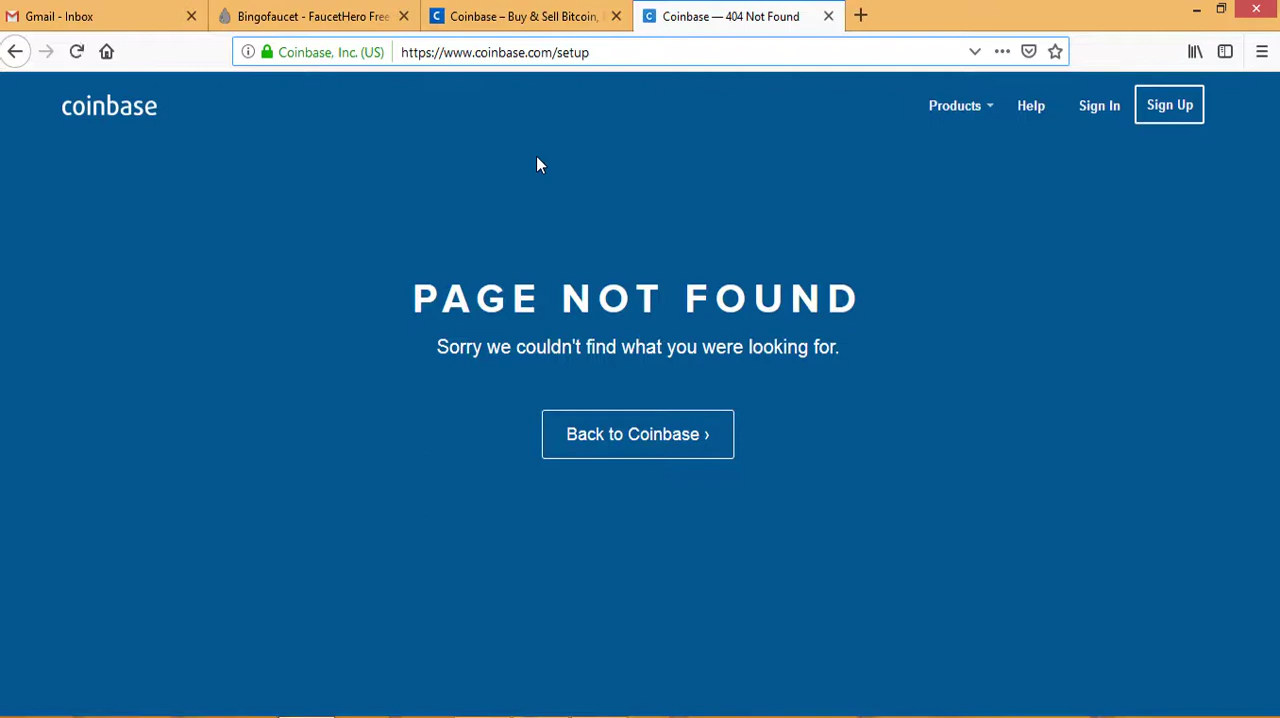 Gmail - Inbox
Bingofaucet - FaucetHero Free
Coinbase – Buy & Sell Bitcoin,
Coinbase — 404 Not Found
Coinbase, Inc. (US)
https://www.coinbase.com/setup
coinbase
Products
Help
Sign In
Sign Up
PAGE NOT FOUND
Sorry we couldn't find what you were looking for.
Back to Coinbase ›